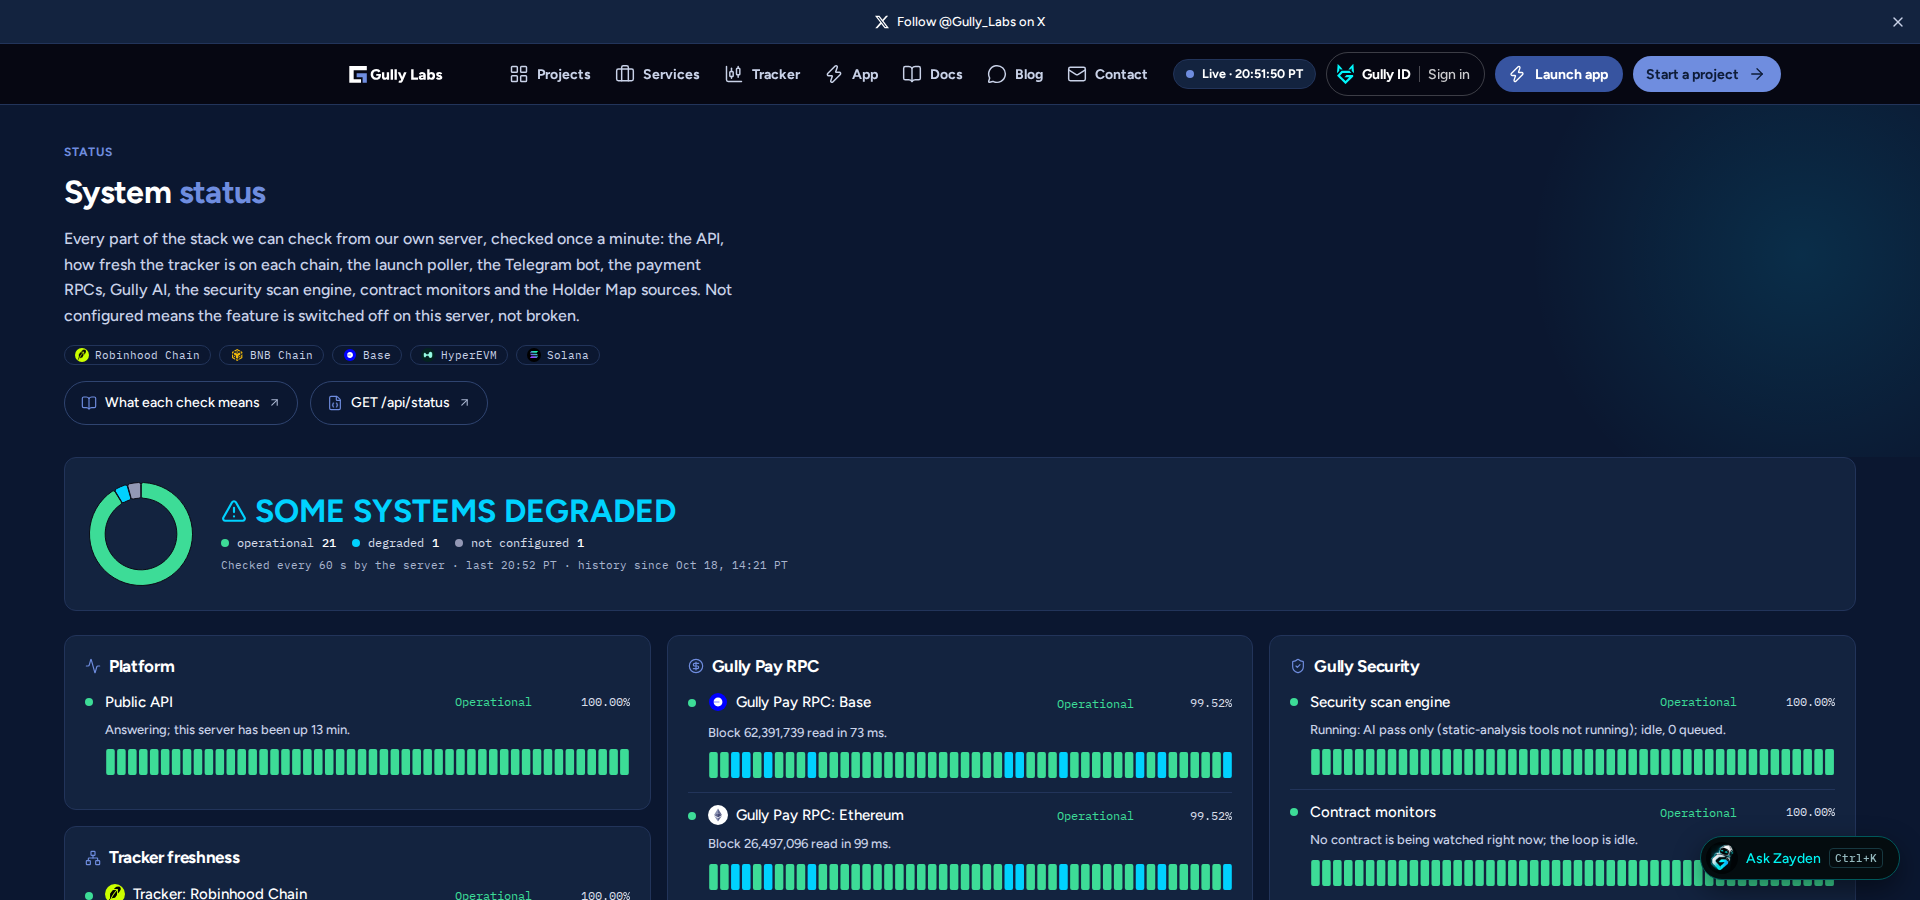 Follow @Gully_Labs on X
Gully Labs
Projects
Services
Tracker
App
Docs
Blog
Contact
Live · 20:51:50 PT
Gully ID
Sign in
Launch app
Start a project
STATUS
System status
Every part of the stack we can check from our own server, checked once a minute: the API,
how fresh the tracker is on each chain, the launch poller, the Telegram bot, the payment
RPCs, Gully AI, the security scan engine, contract monitors and the Holder Map sources. Not
configured means the feature is switched off on this server, not broken.
Robinhood Chain
BNB Chain
Base
HyperEVM
Solana
What each check means
GET /api/status
SOME SYSTEMS DEGRADED
operational 21 degraded 1 not configured 1
Checked every 60 s by the server · last 20:52 PT · history since Oct 18, 14:21 PT
Platform
Public API Operational 100.00%
Answering; this server has been up 13 min.
Tracker freshness
Tracker: Robinhood Chain Operational 100.00%
Gully Pay RPC
Gully Pay RPC: Base Operational 99.52%
Block 62,391,739 read in 73 ms.
Gully Pay RPC: Ethereum Operational 99.52%
Block 26,497,096 read in 99 ms.
Gully Security
Security scan engine Operational 100.00%
Running: AI pass only (static-analysis tools not running); idle, 0 queued.
Contract monitors Operational 100.00%
No contract is being watched right now; the loop is idle.
Ask Zayden Ctrl+K